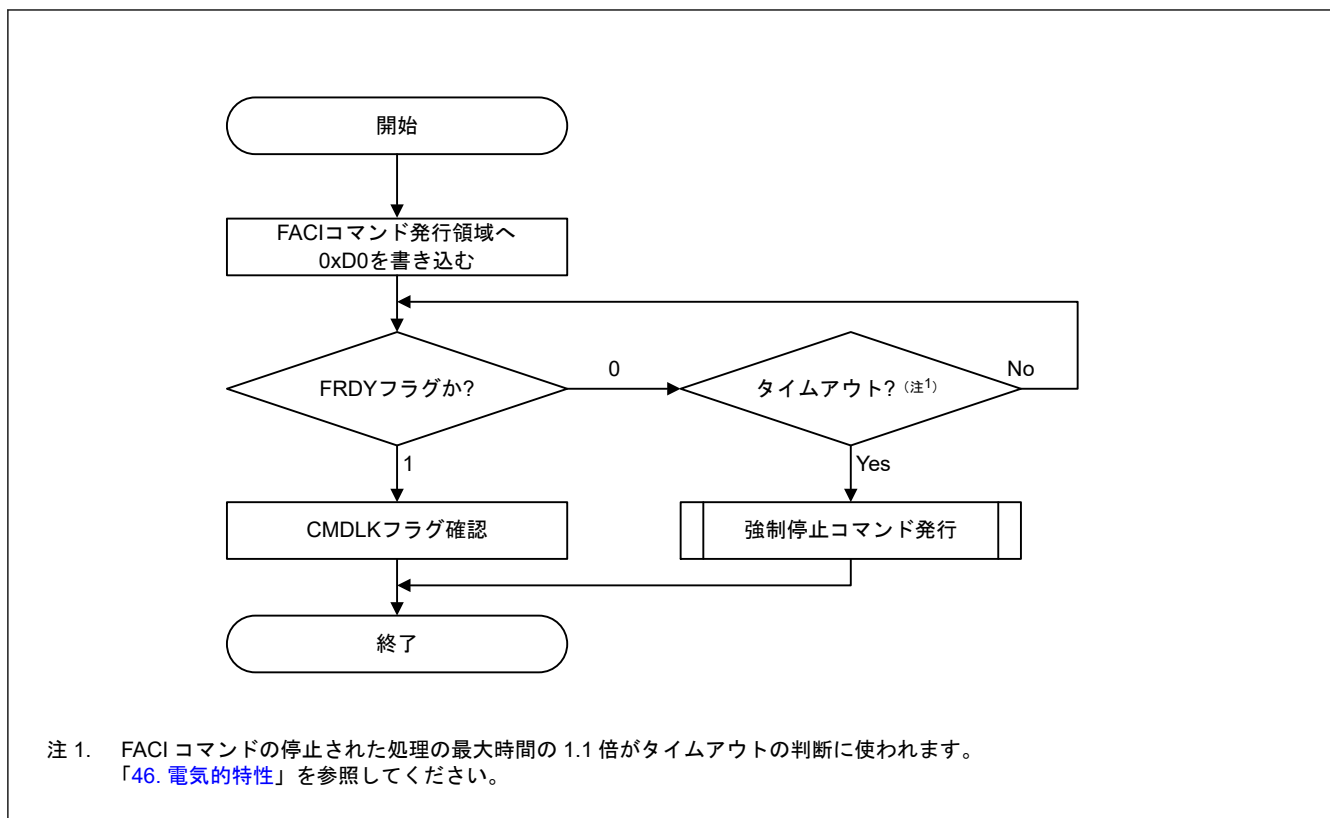 開始
FACIコマンド発行領域へ
0xD0を書き込む
FRDYフラグか?
0
タイムアウト?（注1）
No
1
Yes
CMDLKフラグ確認
強制停止コマンド発行
終了
注 1. FACI コマンドの停止された処理の最大時間の 1.1 倍がタイムアウトの判断に使われます。
「46. 電気的特性」を参照してください。